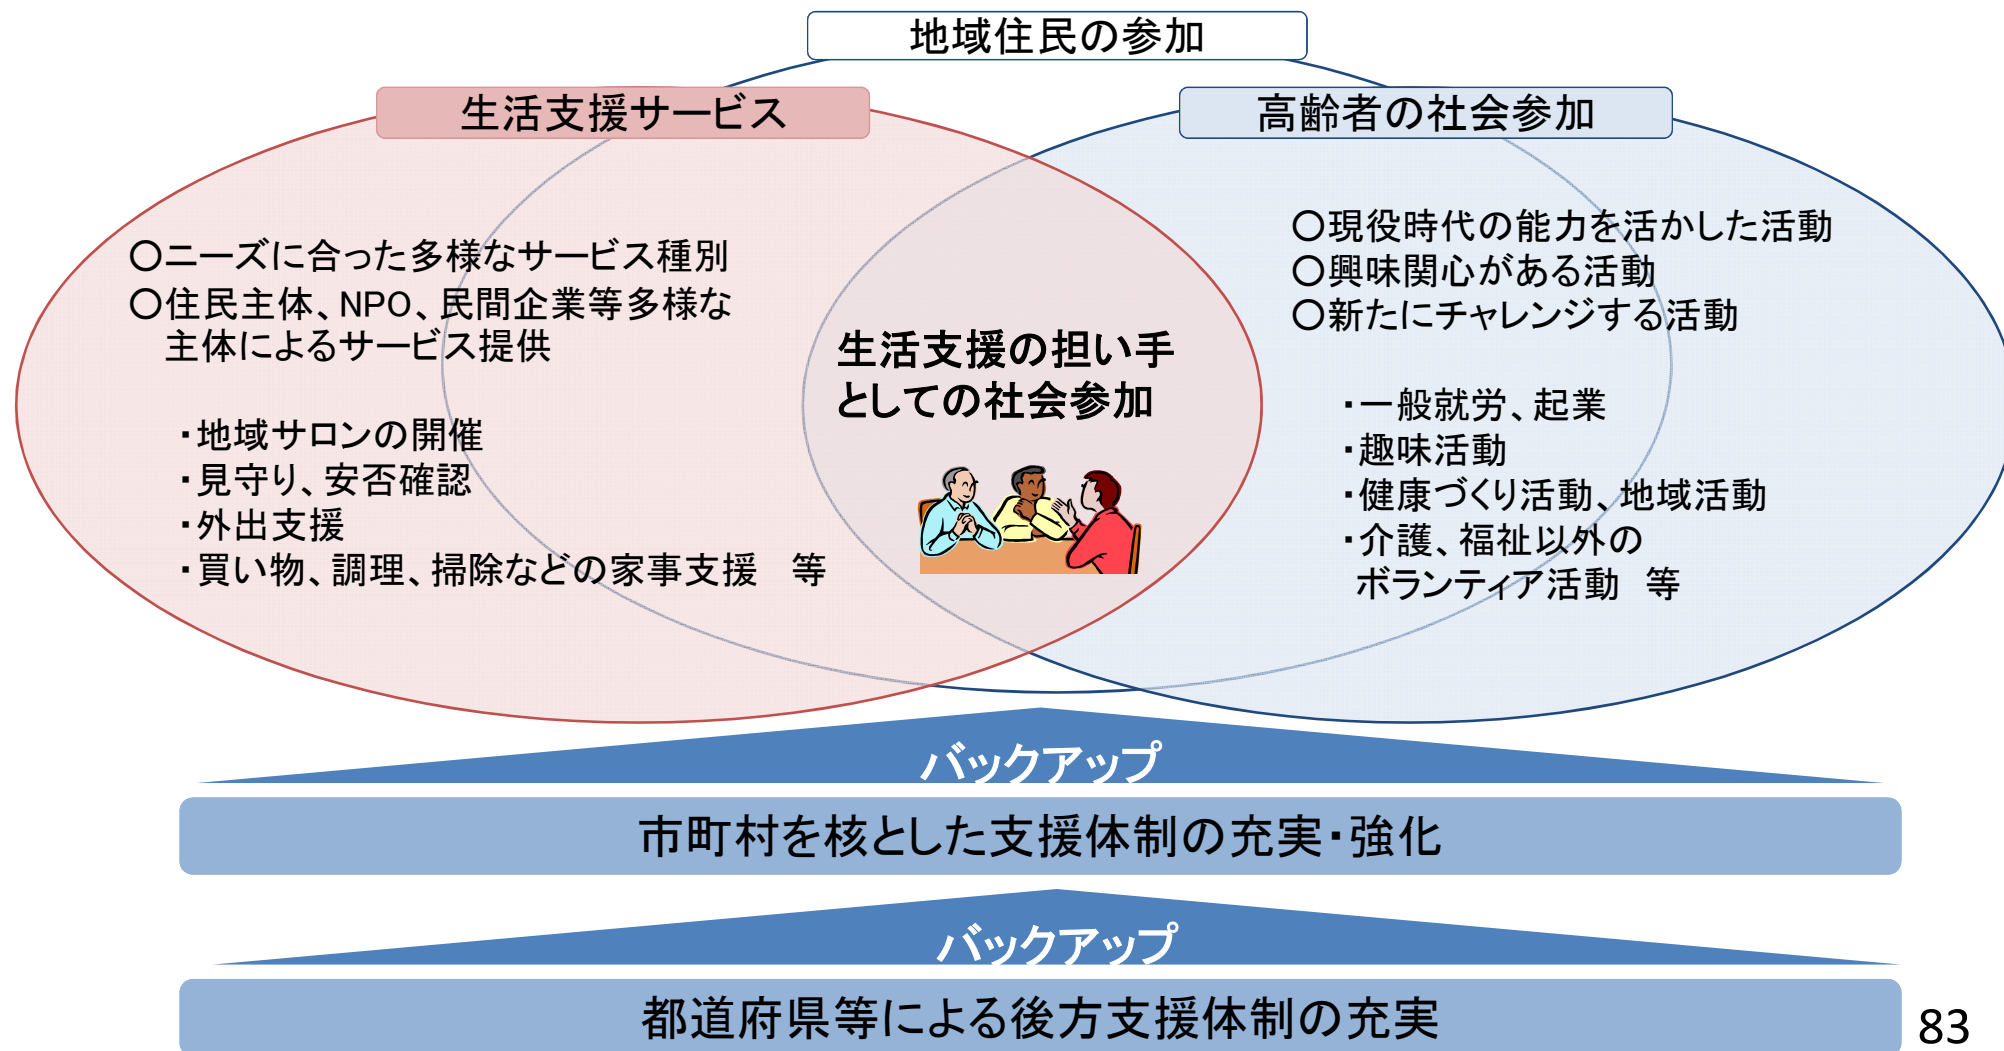 地域住民の参加
生活支援サービス
高齢者の社会参加
○ニーズに合った多様なサービス種別
○住民主体、NPO、民間企業等多様な
主体によるサービス提供
・地域サロンの開催
・見守り、安否確認
・外出支援
・買い物、調理、掃除などの家事支援　等
生活支援の担い手
としての社会参加
○現役時代の能力を活かした活動
○興味関心がある活動
○新たにチャレンジする活動
・一般就労、起業
・趣味活動
・健康づくり活動、地域活動
・介護、福祉以外の
ボランティア活動　等
バックアップ
市町村を核とした支援体制の充実・強化
バックアップ
都道府県等による後方支援体制の充実
83